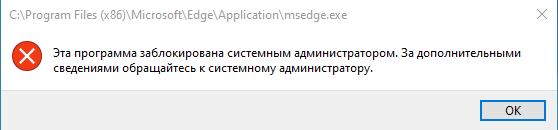 C:\Program Files (x86)\Microsoft\Edge\Application\msedge.exe
Эта программа заблокирована системным администратором. За дополнительными
сведениями обращайтесь к системному администратору.
ОК